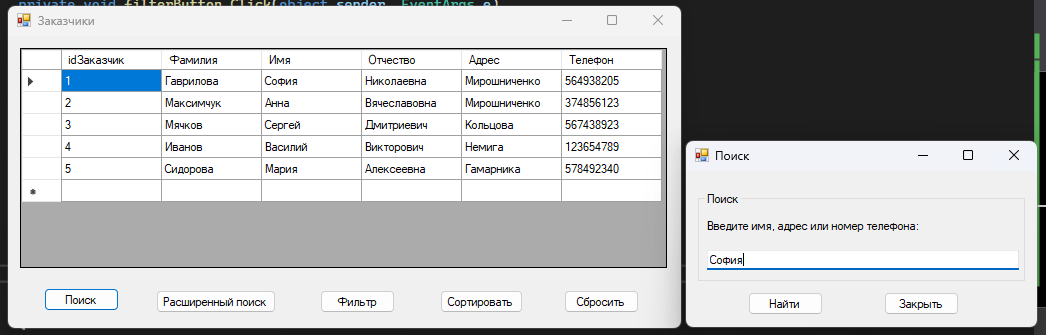 private void filterButton_Click(object sender, EventArgs e)
Заказчики
idЗаказчик Фамилия Имя Отчество Адрес Телефон
1 Гаврилова София Николаевна Мирошниченко 564938205
2 Максимчук Анна Вячеславовна Мирошниченко 374856123
3 Мячков Сергей Дмитриевич Кольцова 567438923
4 Иванов Василий Викторович Немига 123654789
5 Сидорова Мария Алексеевна Гамарника 578492340
Поиск Расширенный поиск Фильтр Сортировать Сбросить
Поиск
Поиск
Введите имя, адрес или номер телефона:
София
Найти Закрыть